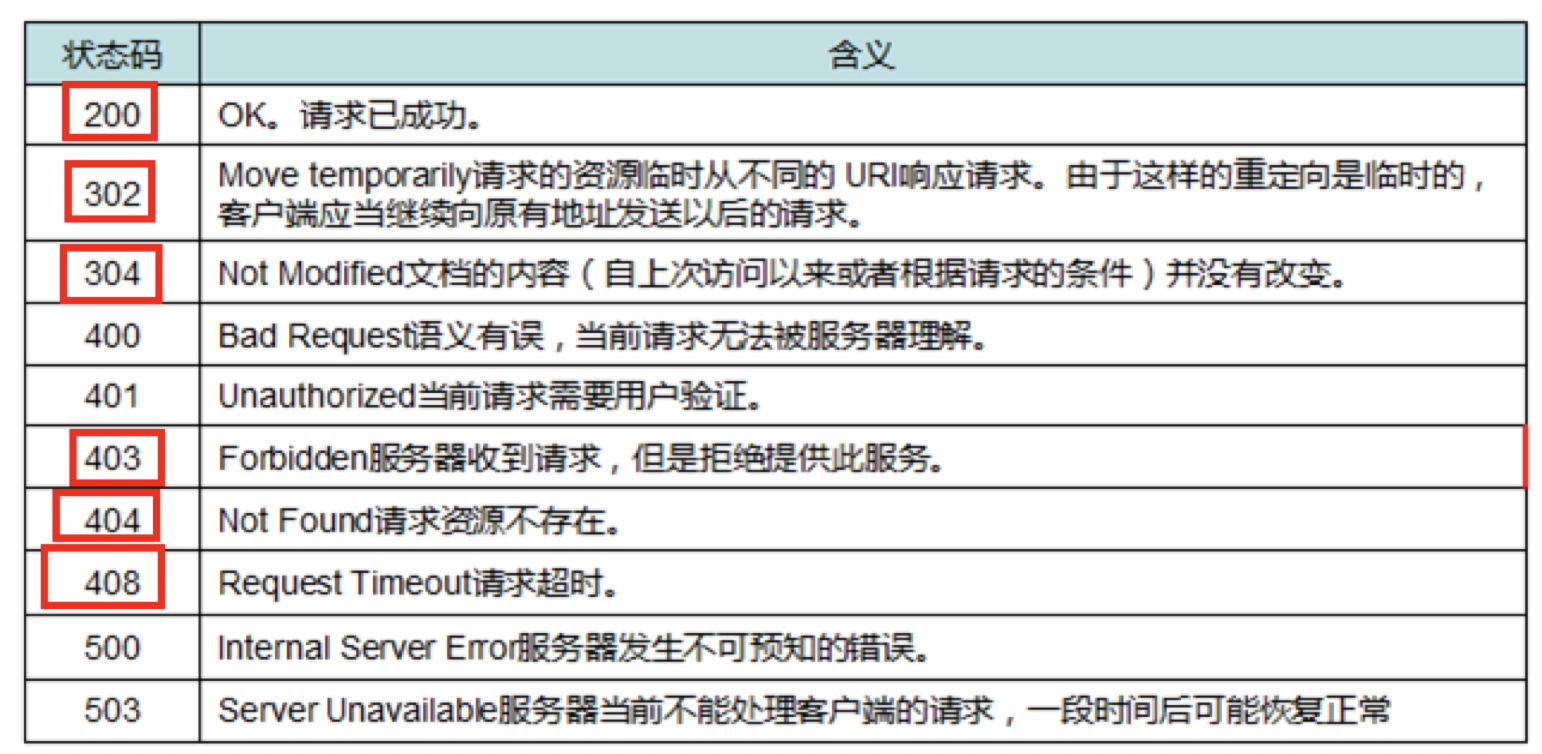 状态码 含义
200 OK。请求已成功。
302 Move temporarily请求的资源临时从不同的 URI响应请求。由于这样的重定向是临时的，
客户端应当继续向原有地址发送以后的请求。
304 Not Modified文档的内容（自上次访问以来或者根据请求的条件）并没有改变。
400 Bad Request语义有误，当前请求无法被服务器理解。
401 Unauthorized当前请求需要用户验证。
403 Forbidden服务器收到请求，但是拒绝提供此服务。
404 Not Found请求资源不存在。
408 Request Timeout请求超时。
500 Internal Server Error服务器发生不可预知的错误。
503 Server Unavailable服务器当前不能处理客户端的请求，一段时间后可能恢复正常